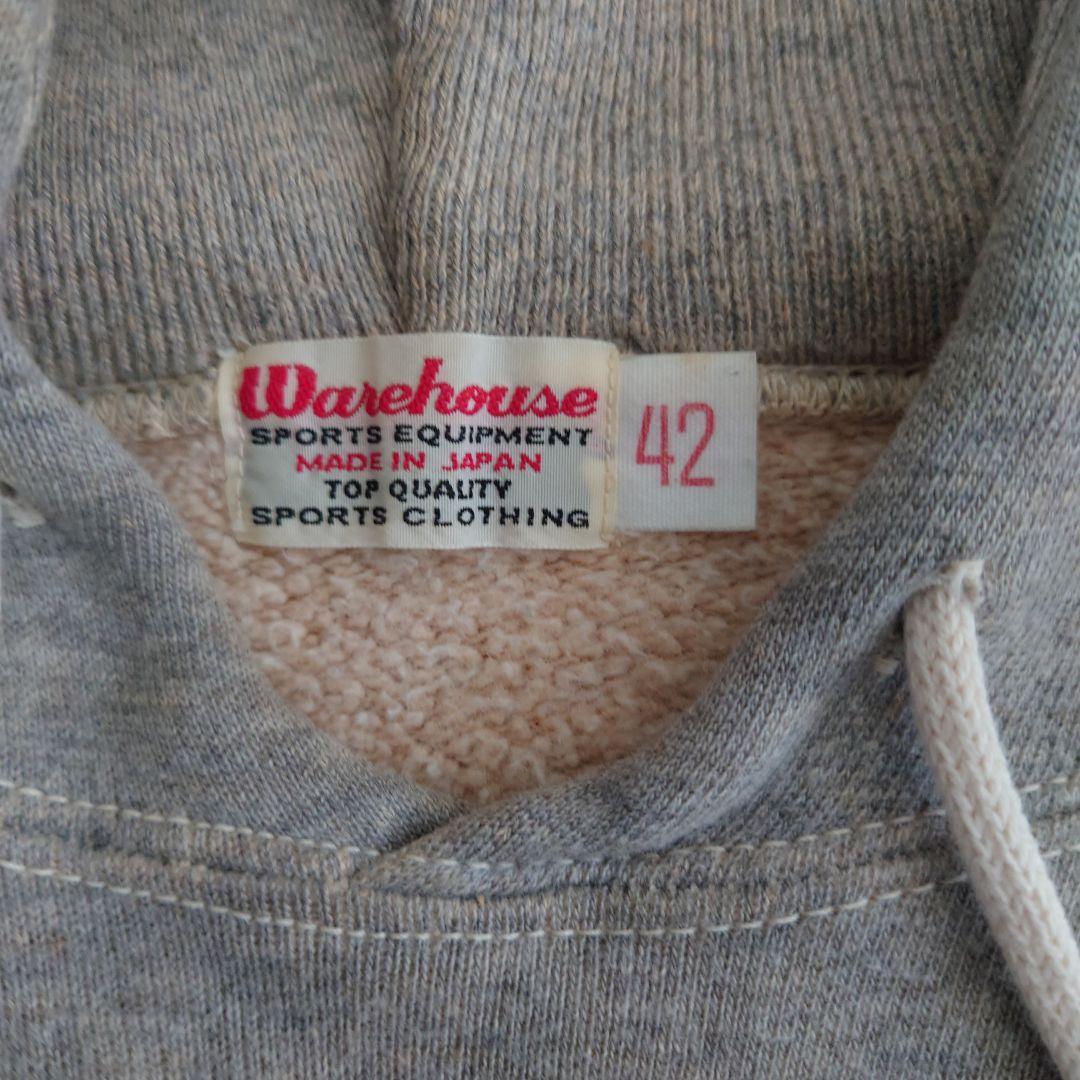 Warehouse
SPORTS EQUIPMENT
MADE IN JAPAN
TOP QUALITY
SPORTS CLOTHING
42